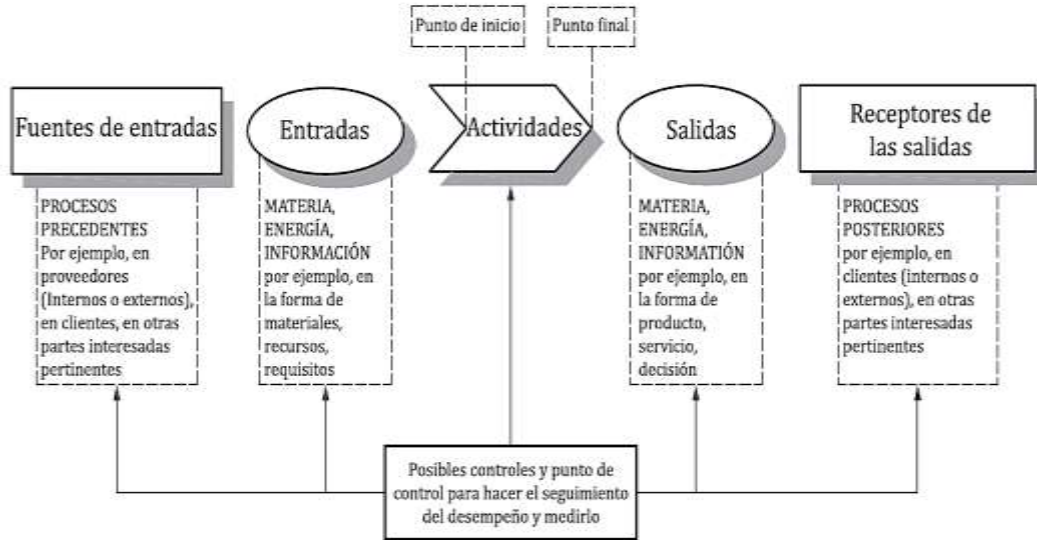 Punto de inicio
Punto final
Fuentes de entradas
Entradas
Actividades
Salidas
Receptores de
las salidas
PROCESOS
PRECEDENTES
Por ejemplo, en
proveedores
(Internos o externos),
en clientes, en otras
partes interesadas
pertinentes
MATERIA,
ENERGÍA,
INFORMACIÓN
por ejemplo, en
la forma de
materiales,
recursos,
requisitos
MATERIA,
ENERGÍA,
INFORMATIÓN
por ejemplo, en
la forma de
producto,
servicio,
decisión
PROCESOS
POSTERIORES
por ejemplo, en
clientes (internos o
externos), en otras
partes interesadas
pertinentes
Posibles controles y punto de
control para hacer el seguimiento
del desempeño y medirlo